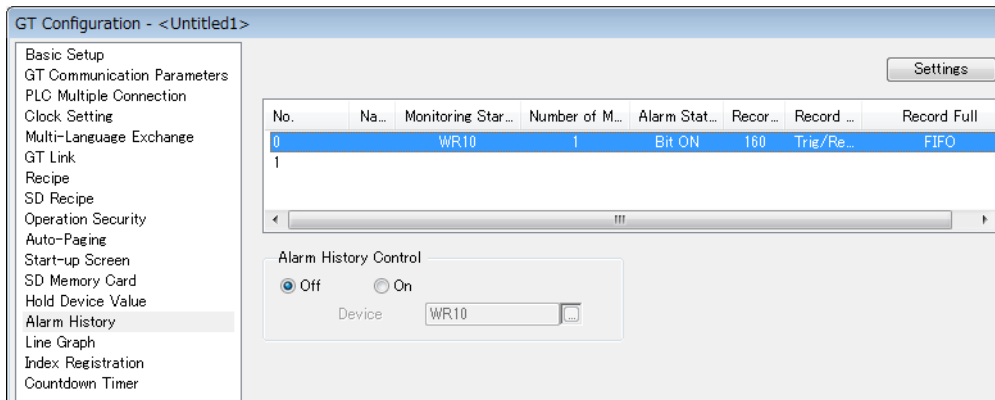 GT Configuration - <Untitled1>
Basic Setup
GT Communication Parameters
PLC Multiple Connection
Clock Setting
Multi-Language Exchange
GT Link
Recipe
SD Recipe
Operation Security
Auto-Paging
Start-up Screen
SD Memory Card
Hold Device Value
Alarm History
Line Graph
Index Registration
Countdown Timer
Settings
No. Na... Monitoring Star... Number of M... Alarm Stat... Recor... Record ... Record Full
0 WR10 1 Bit ON 160 Trig/Re... FIFO
1
Alarm History Control
Off On
Device WR10 ...